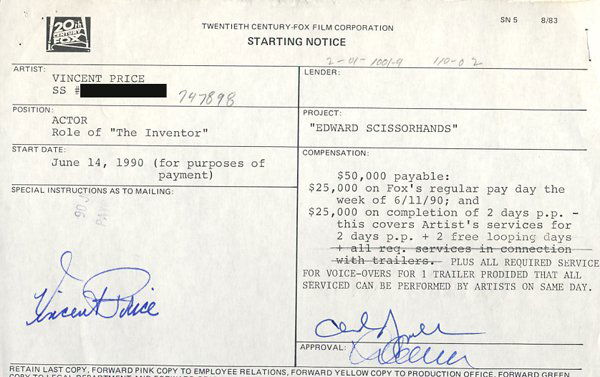 20th
CENTURY
FOX
TWENTIETH CENTURY-FOX FILM CORPORATION
SN 5 8/83
STARTING NOTICE
2-01-1001-9 110-02
ARTIST:
VINCENT PRICE
SS #
747898
LENDER:
POSITION:
ACTOR
Role of "The Inventor"
PROJECT:
"EDWARD SCISSORHANDS"
START DATE:
June 14, 1990 (for purposes of
payment)
COMPENSATION:
$50,000 payable:
$25,000 on Fox's regular pay day the
week of 6/11/90; and
$25,000 on completion of 2 days p.p. -
this covers Artist's services for
2 days p.p. + 2 free looping days
+ all req. services in connection
with trailers. PLUS ALL REQUIRED SERVICE
FOR VOICE-OVERS FOR 1 TRAILER PRODIDED THAT ALL
SERVICED CAN BE PERFORMED BY ARTISTS ON SAME DAY.
SPECIAL INSTRUCTIONS AS TO MAILING:
Vincent Price
APPROVAL:
RETAIN LAST COPY, FORWARD PINK COPY TO EMPLOYEE RELATIONS, FORWARD YELLOW COPY TO PRODUCTION OFFICE, FORWARD GREEN